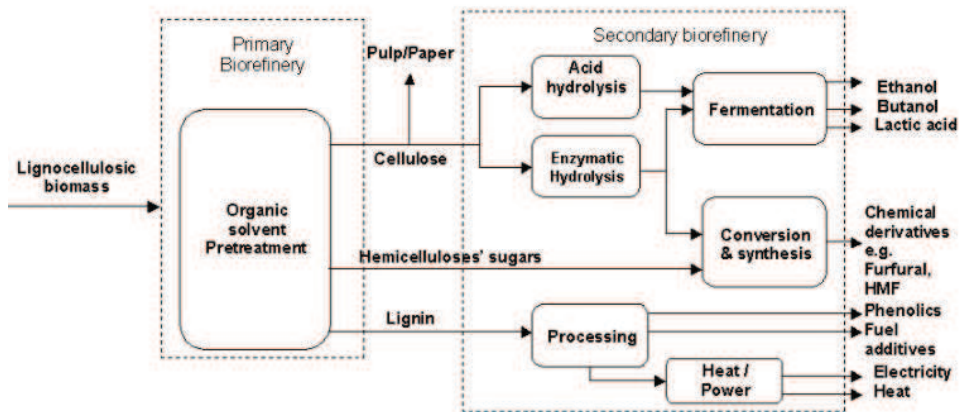 Primary
Biorefinery
Secondary biorefinery
Pulp/Paper
Acid
hydrolysis
Fermentation
Ethanol
Butanol
Lactic acid
Cellulose
Enzymatic
Hydrolysis
Lignocellulosic
biomass
Organic
solvent
Pretreatment
Conversion
& synthesis
Chemical
derivatives
e.g.
Furfural,
HMF
Hemicelluloses' sugars
Lignin
Processing
Phenolics
Fuel
additives
Heat /
Power
Electricity
Heat